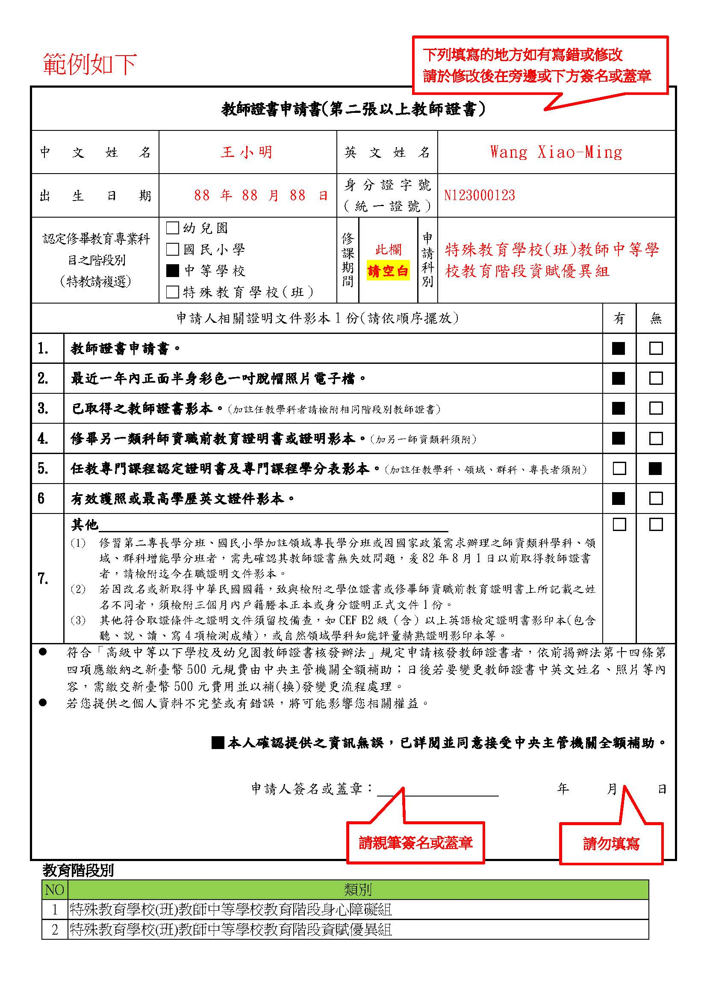 範例如下
下列填寫的地方如有寫錯或修改
請於修改後在旁邊或下方簽名或蓋章
教師證書申請書(第二張以上教師證書)
中文姓名 王小明 英文姓名 Wang Xiao-Ming
出生日期 88 年 88 月 88 日 身分證字號
(統一證號) N123000123
認定修畢教育專業科
目之階段別
(特教請複選)
□幼兒園
□國民小學
■中等學校
□特殊教育學校(班)
修課期間
此欄
請空白
申請科別
特殊教育學校(班)教師中等學
校教育階段資賦優異組
申請人相關證明文件影本 1 份(請依順序擺放) 有 無
1. 教師證書申請書。 ■ □
2. 最近一年內正面半身彩色一吋脫帽照片電子檔。 ■ □
3. 已取得之教師證書影本。(加註任教學科者請檢附相同階段別教師證書) ■ □
4. 修畢另一類科師資職前教育證明書或證明影本。(加另一師資類科須附) ■ □
5. 任教專門課程認定證明書及專門課程學分表影本。(加註任教學科、領域、群科、專長者須附) □ ■
6 有效護照或最高學歷英文證件影本。 ■ □
7. 其他 □ □
(1) 修習第二專長學分班、國民小學加註領域專長學分班或因國家政策需求辦理之師資類科學科、領
域、群科增能學分班者，需先確認其教師證書無失效問題，爰 82 年 8 月 1 日以前取得教師證書
者，請檢附迄今在職證明文件影本。
(2) 若因改名或新取得中華民國國籍，致與檢附之學位證書或修畢師資職前教育證明書上所記載之姓
名不同者，須檢附三個月內戶籍謄本正本或身分證明正式文件 1 份。
(3) 其他符合取證條件之證明文件須留校備查，如 CEF B2 級（含）以上英語檢定證明書影印本(包含
聽、說、讀、寫 4 項檢測成績)，或自然領域學科知能評量精熟證明影印本等。
● 符合「高級中等以下學校及幼兒園教師證書核發辦法」規定申請核發教師證書者，依前揭辦法第十四條第
四項應繳納之新臺幣 500 元規費由中央主管機關全額補助；日後若要變更教師證書中英文姓名、照片等內
容，需繳交新臺幣 500 元費用並以補(換)發變更流程處理。
● 若您提供之個人資料不完整或有錯誤，將可能影響您相關權益。
■本人確認提供之資訊無誤，已詳閱並同意接受中央主管機關全額補助。
申請人簽名或蓋章： 年 月 日
請親筆簽名或蓋章
請勿填寫
教育階段別
NO 類別
1 特殊教育學校(班)教師中等學校教育階段身心障礙組
2 特殊教育學校(班)教師中等學校教育階段資賦優異組